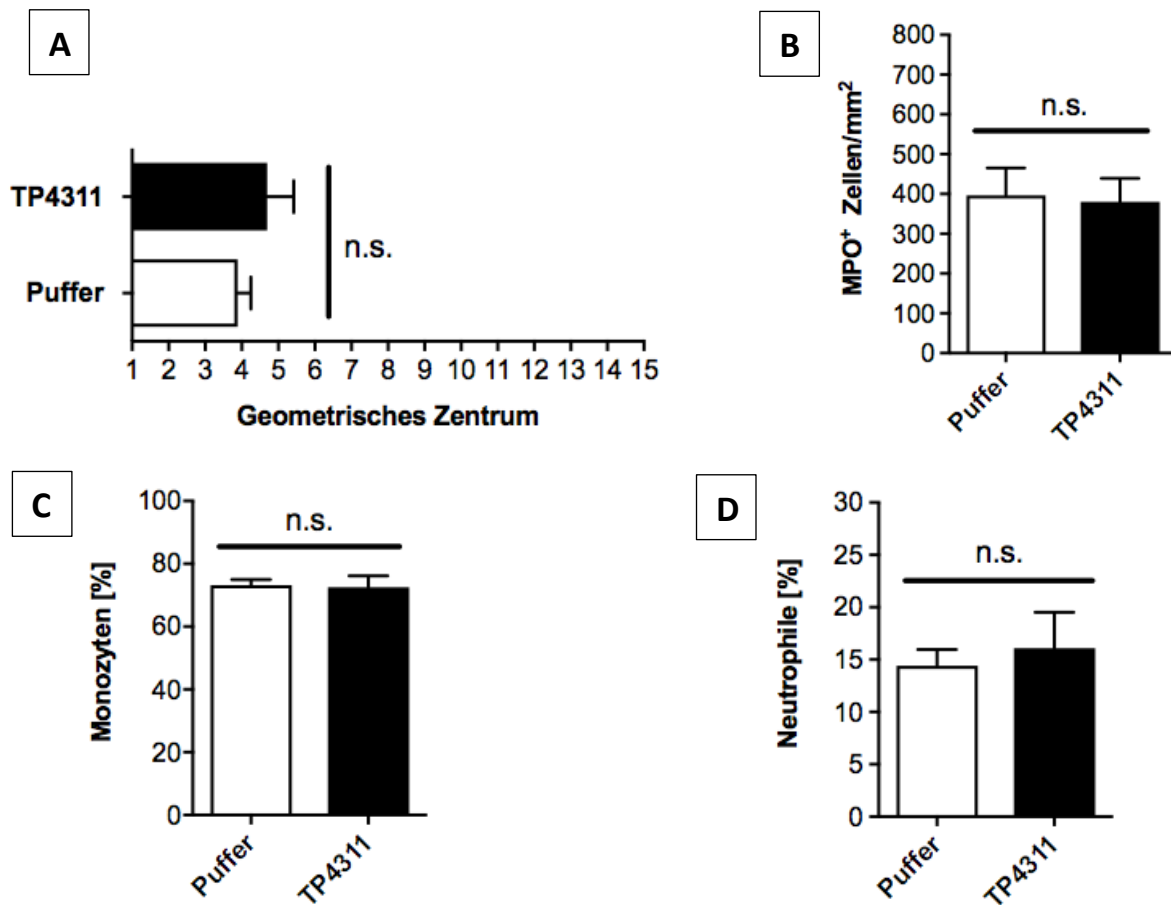 A
TP4311
Puffer
n.s.
1 2 3 4 5 6 7 8 9 10 11 12 13 14 15
Geometrisches Zentrum
B
MPO⁺ Zellen/mm²
800
700
600
500
400
300
200
100
0
n.s.
Puffer
TP4311
C
Monozyten [%]
100
80
60
40
20
0
n.s.
Puffer
TP4311
D
Neutrophile [%]
30
25
20
15
10
5
0
n.s.
Puffer
TP4311